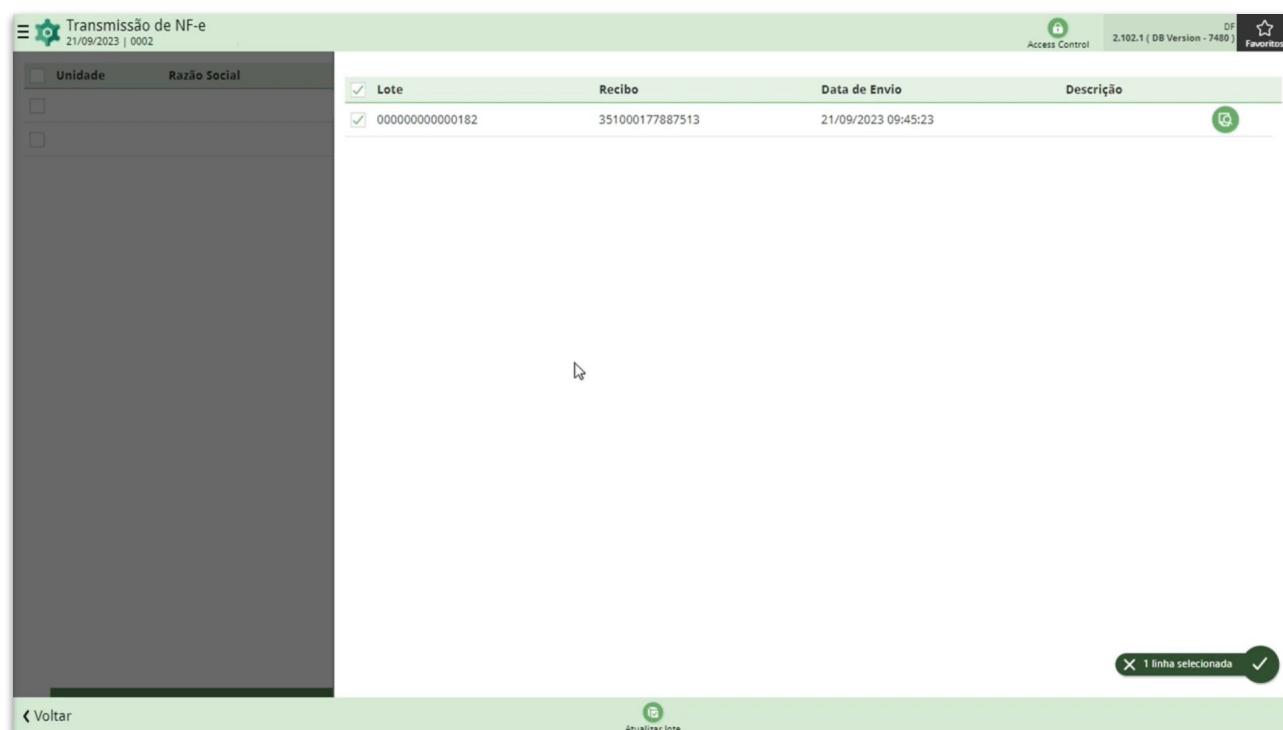 Transmissão de NF-e
21/09/2023 | 0002
Access Control
DF
2.102.1 ( DB Version - 7480 )
Favoritos
Unidade Razão Social
Lote Recibo Data de Envio Descrição
000000000000182 351000177887513 21/09/2023 09:45:23
1 linha selecionada
Voltar
Atualizar lote